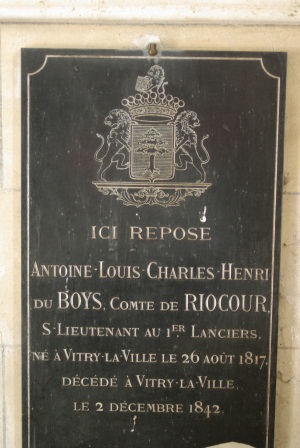 ICI REPOSE
ANTOINE-LOUIS-CHARLES-HENRI
DU BOYS, COMTE DE RIOCOUR,
S-LIEUTENANT AU 1ER LANCIERS,
NÉ À VITRY-LA-VILLE LE 26 AOÛT 1817,
DÉCÉDÉ À VITRY-LA-VILLE,
LE 2 DÉCEMBRE 1842.